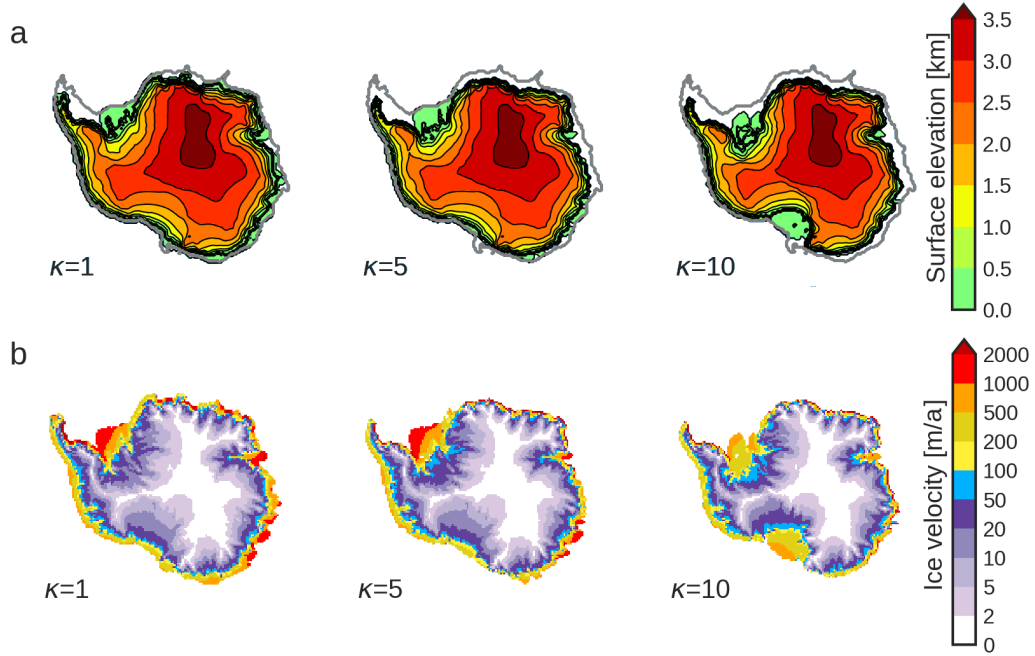 a
κ=1
κ=5
κ=10
Surface elevation [km]
3.5
3.0
2.5
2.0
1.5
1.0
0.5
0.0
b
κ=1
κ=5
κ=10
Ice velocity [m/a]
2000
1000
500
200
100
50
20
10
5
2
0